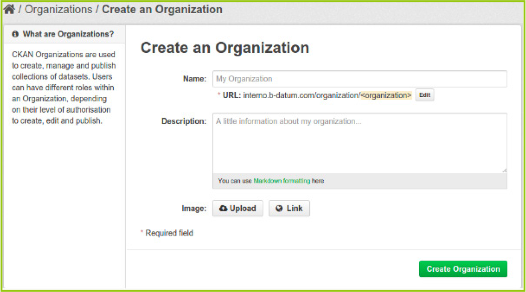 / Organizations / Create an Organization
What are Organizations?
CKAN Organizations are used
to create, manage and publish
collections of datasets. Users
can have different roles within
an Organization, depending
on their level of authorisation
to create, edit and publish.
Create an Organization
Name: My Organization
* URL: interno.b-datum.com/organization/<organization> Edit
Description: A little information about my organization...
You can use Markdown formatting here
Image: Upload Link
* Required field
Create Organization